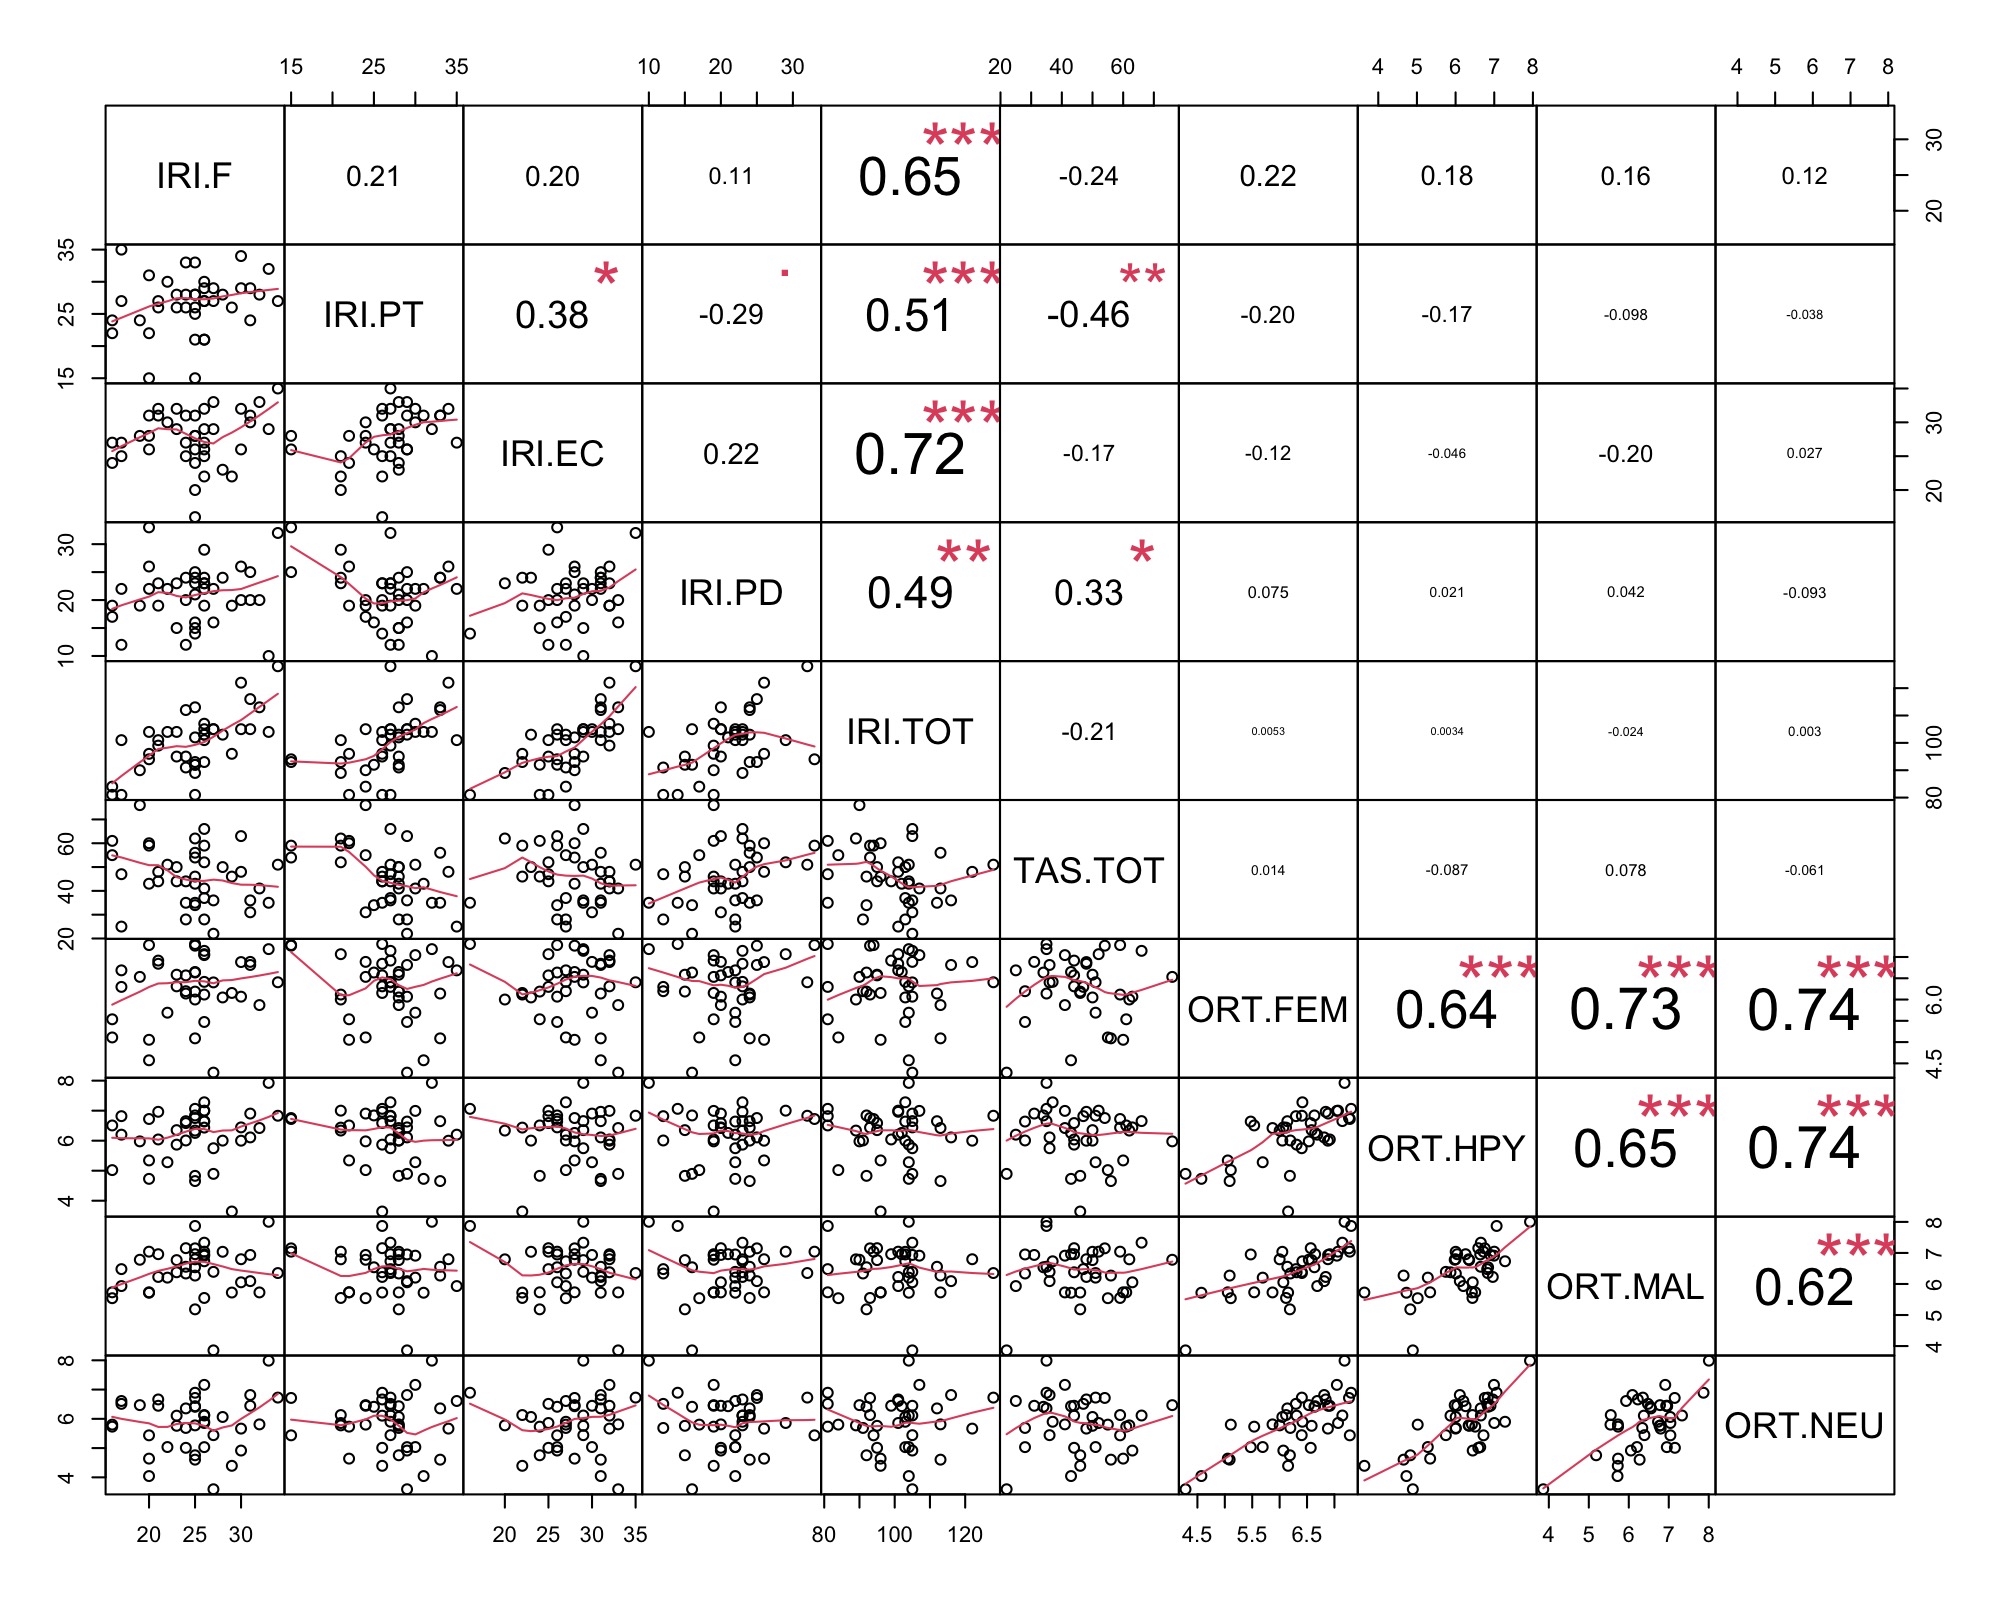 15 25 35 10 20 30 20 40 60 4 5 6 7 8 4 5 6 7 8
IRI.F 0.21 0.20 0.11 *** 0.65 -0.24 0.22 0.18 0.16 0.12 20 30
15 25 35 IRI.PT * 0.38 . -0.29 *** 0.51 ** -0.46 -0.20 -0.17 -0.098 -0.038
IRI.EC 0.22 *** 0.72 -0.17 -0.12 -0.046 -0.20 0.027 20 30
10 20 30 IRI.PD ** 0.49 * 0.33 0.075 0.021 0.042 -0.093
IRI.TOT -0.21 0.0053 0.0034 -0.024 0.003 80 100
20 40 60 TAS.TOT 0.014 -0.087 0.078 -0.061
ORT.FEM *** 0.64 *** 0.73 *** 0.74 4.5 6.0
4 6 8 ORT.HPY *** 0.65 *** 0.74
ORT.MAL *** 0.62 4 5 6 7 8
4 6 8 ORT.NEU
20 25 30 20 25 30 35 80 100 120 4.5 5.5 6.5 4 5 6 7 8